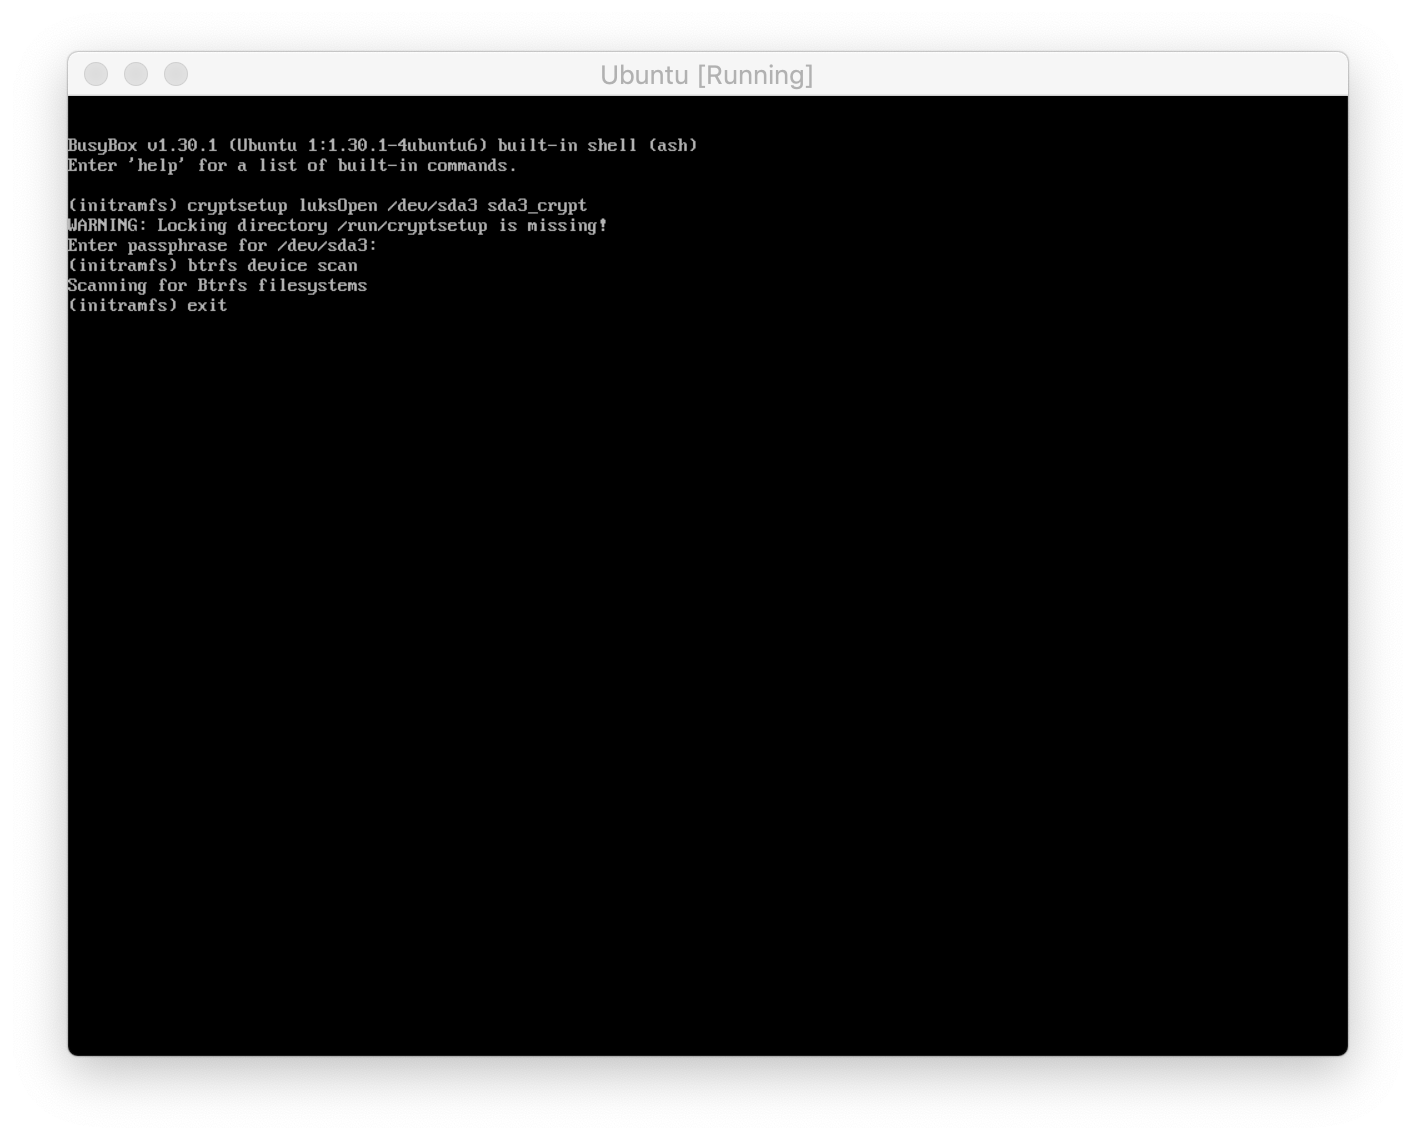 Ubuntu [Running]
BusyBox v1.30.1 (Ubuntu 1:1.30.1-4ubuntu6) built-in shell (ash)
Enter 'help' for a list of built-in commands.
(initramfs) cryptsetup luksOpen /dev/sda3 sda3_crypt
WARNING: Locking directory /run/cryptsetup is missing!
Enter passphrase for /dev/sda3:
(initramfs) btrfs device scan
Scanning for Btrfs filesystems
(initramfs) exit